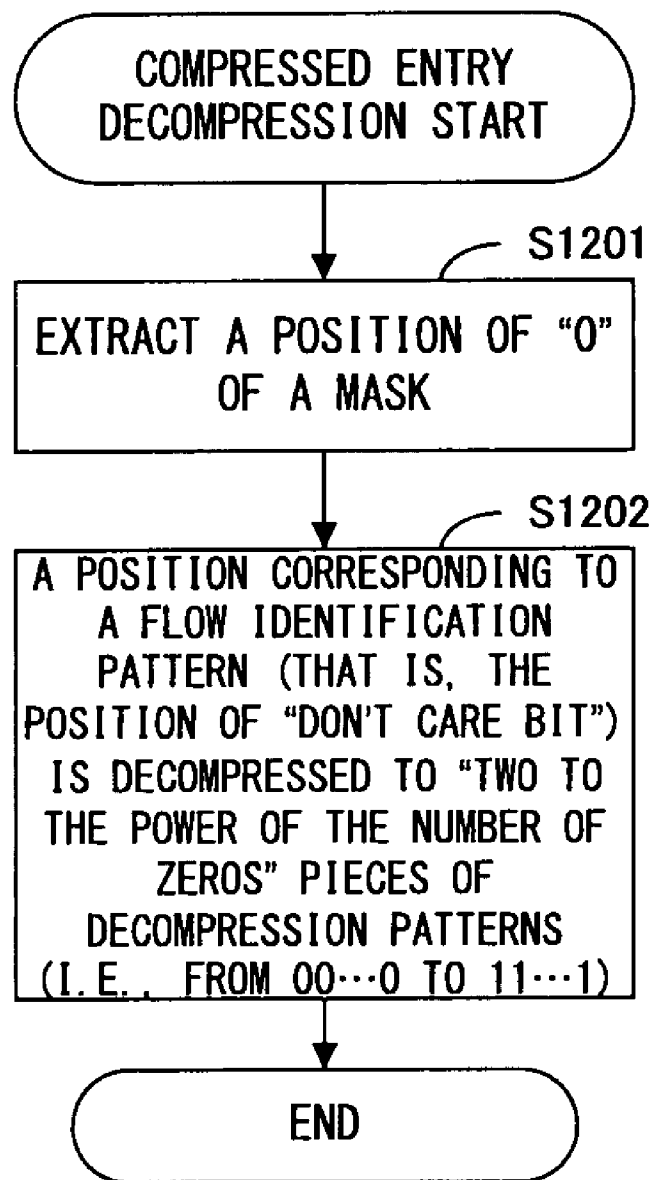 COMPRESSED ENTRY
DECOMPRESSION START
S1201
EXTRACT A POSITION OF “0”
OF A MASK
S1202
A POSITION CORRESPONDING TO
A FLOW IDENTIFICATION
PATTERN (THAT IS, THE
POSITION OF “DON'T CARE BIT”)
IS DECOMPRESSED TO “TWO TO
THE POWER OF THE NUMBER OF
ZEROS” PIECES OF
DECOMPRESSION PATTERNS
(I.E., FROM 00···0 TO 11···1)
END